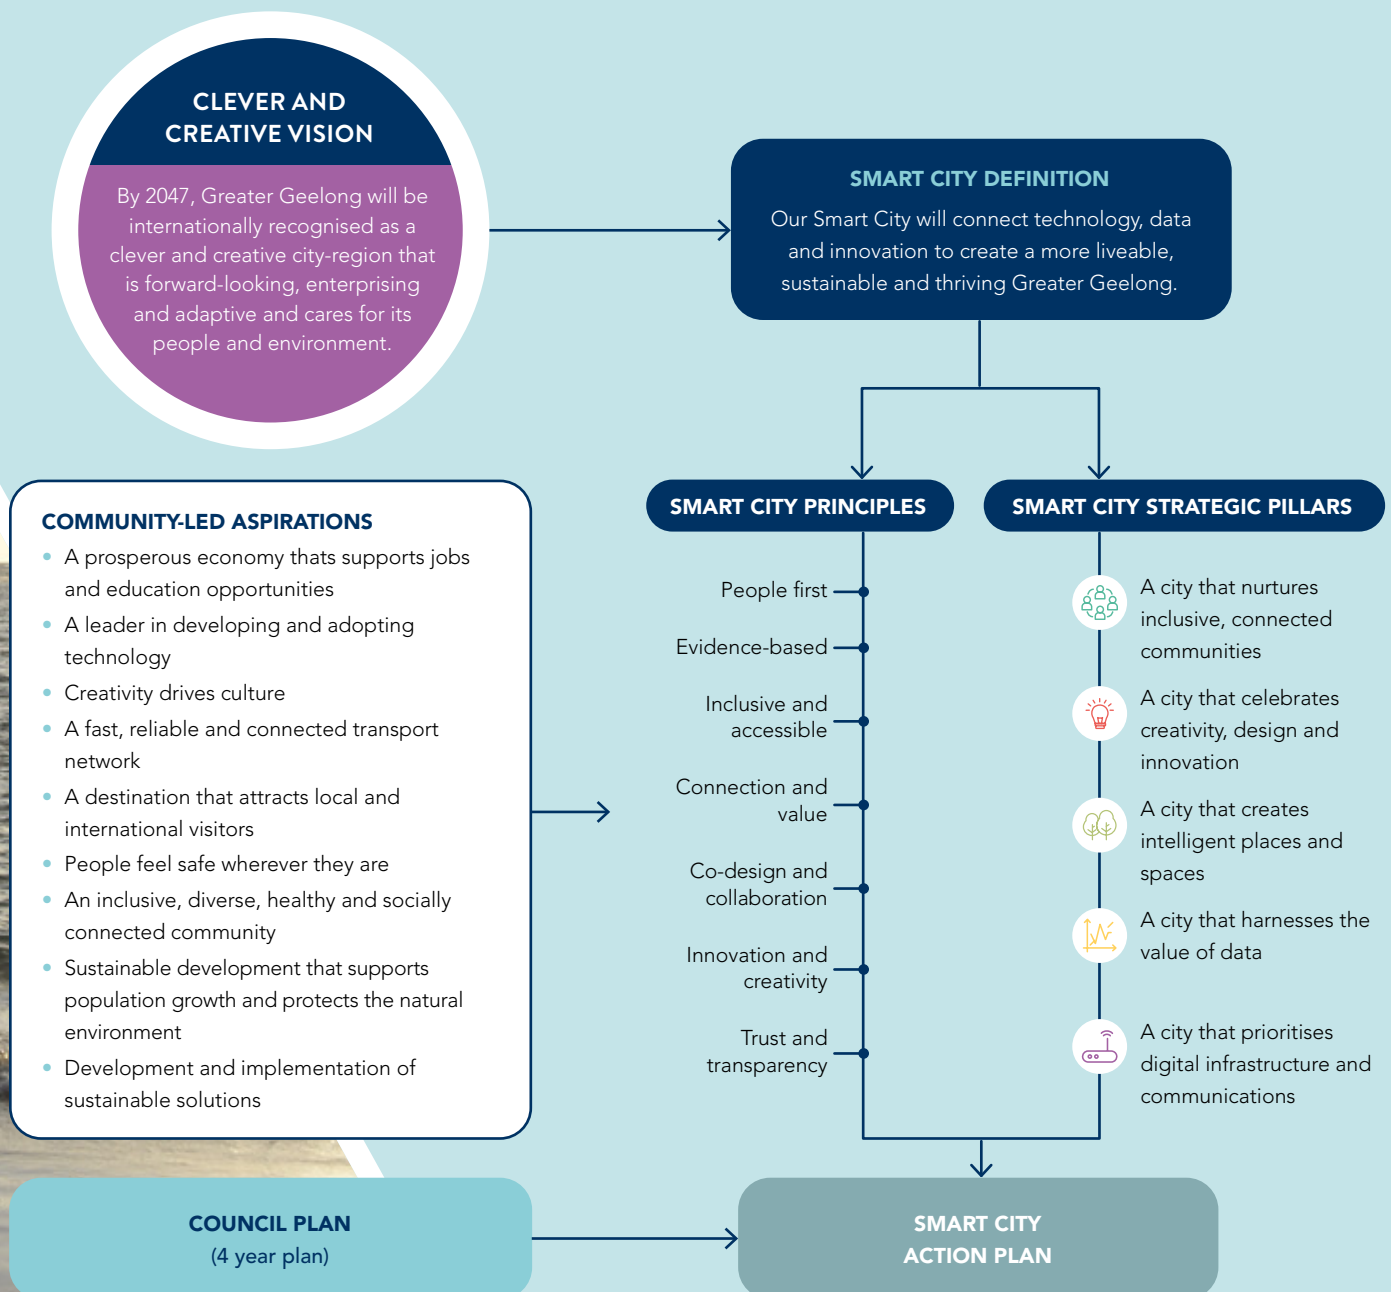 CLEVER AND
CREATIVE VISION
By 2047, Greater Geelong will be
internationally recognised as a
clever and creative city-region that
is forward-looking, enterprising
and adaptive and cares for its
people and environment.
SMART CITY DEFINITION
Our Smart City will connect technology, data
and innovation to create a more liveable,
sustainable and thriving Greater Geelong.
COMMUNITY-LED ASPIRATIONS
• A prosperous economy thats supports jobs
and education opportunities
• A leader in developing and adopting
technology
• Creativity drives culture
• A fast, reliable and connected transport
network
• A destination that attracts local and
international visitors
• People feel safe wherever they are
• An inclusive, diverse, healthy and socially
connected community
• Sustainable development that supports
population growth and protects the natural
environment
• Development and implementation of
sustainable solutions
SMART CITY PRINCIPLES
People first
Evidence-based
Inclusive and
accessible
Connection and
value
Co-design and
collaboration
Innovation and
creativity
Trust and
transparency
SMART CITY STRATEGIC PILLARS
A city that nurtures
inclusive, connected
communities
A city that celebrates
creativity, design and
innovation
A city that creates
intelligent places and
spaces
A city that harnesses the
value of data
A city that prioritises
digital infrastructure and
communications
COUNCIL PLAN
(4 year plan)
SMART CITY
ACTION PLAN